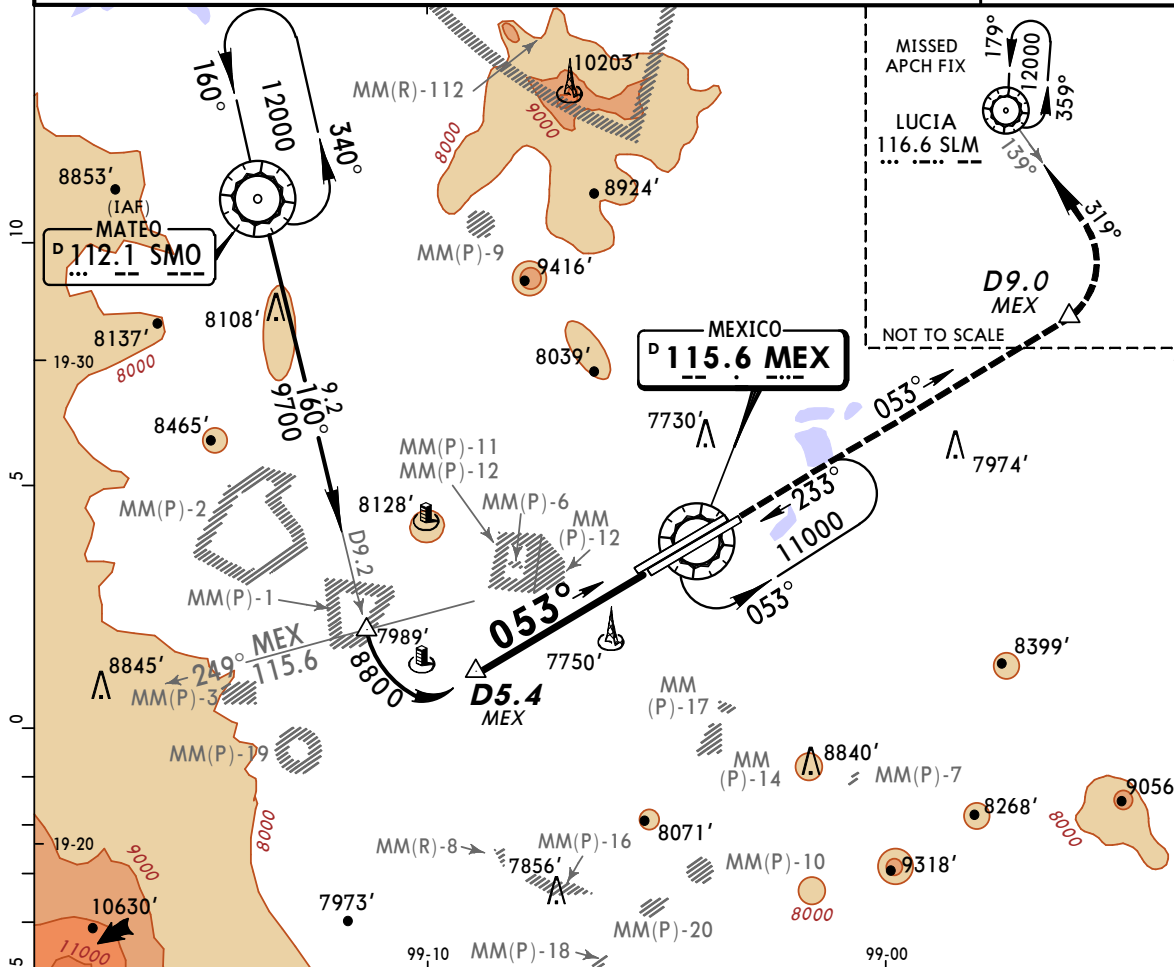 160°
12000
340°
8853'
(IAF)
MATEO
D 112.1 SMO
10
MM(R)-112
10203'
9000
8000
8924'
MM(P)-9
9416'
MISSED
APCH FIX
179°
12000
359°
LUCIA
116.6 SLM
139°
319°
D9.0
MEX
NOT TO SCALE
8137'
8000
19-30
8108'
9.2
160°
9700
8039'
MEXICO
D 115.6 MEX
053°
8465'
7730'
7974'
5
MM(P)-2
MM(P)-11
MM(P)-12
8128'
MM(P)-6
MM
(P)-12
D9.2
233°
11000
053°
MM(P)-1
053°
7989'
249° MEX
115.6
8845'
MM(P)-3
8800
D5.4
MEX
7750'
8399'
MM
(P)-17
0
MM(P)-19
MM
(P)-14
8840'
MM(P)-7
9056
8000
8000
8071'
8268'
19-20
9000
MM(R)-8
7856'
MM(P)-16
MM(P)-10
9318'
10630'
7973'
8000
MM(P)-20
11000
MM(P)-18
99-10
99-00
5